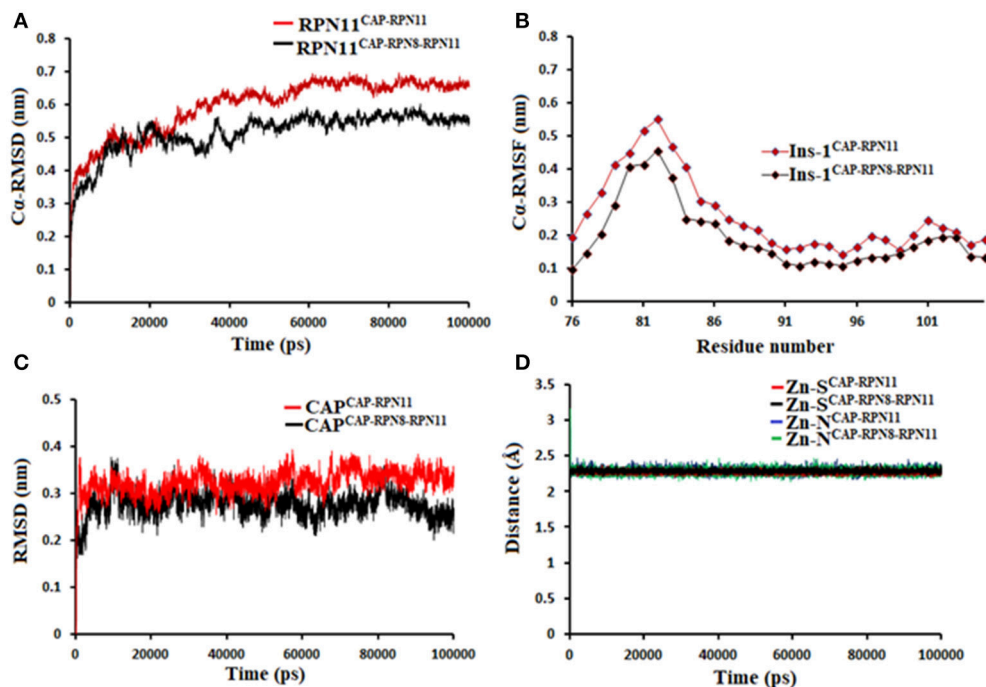 A
RPN11CAP-RPN11
RPN11CAP-RPN8-RPN11
0.8
0.7
0.6
0.5
0.4
0.3
0.2
0.1
0
Cα-RMSD (nm)
0 20000 40000 60000 80000 100000
Time (ps)
B
Ins-1CAP-RPN11
Ins-1CAP-RPN8-RPN11
0.8
0.7
0.6
0.5
0.4
0.3
0.2
0.1
0
Cα-RMSF (nm)
76 81 86 91 96 101
Residue number
C
CAPCAP-RPN11
CAPCAP-RPN8-RPN11
0.5
0.4
0.3
0.2
0.1
0
RMSD (nm)
0 20000 40000 60000 80000 100000
Time (ps)
D
Zn-SCAP-RPN11
Zn-SCAP-RPN8-RPN11
Zn-NCAP-RPN11
Zn-NCAP-RPN8-RPN11
3.5
3
2.5
2
1.5
1
0.5
0
Distance (Å)
0 20000 40000 60000 80000 100000
Time (ps)